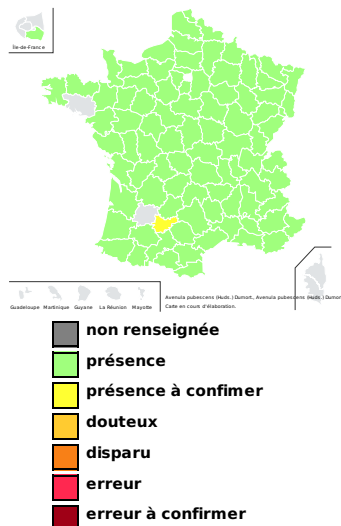 Île-de-France
Guadeloupe Martinique Guyane La Réunion Mayotte
Avenula pubescens (Huds.) Dumort., Avenula pubescens (Huds.) Dumor
Carte en cours d'élaboration.
non renseignée
présence
présence à confimer
douteux
disparu
erreur
erreur à confirmer